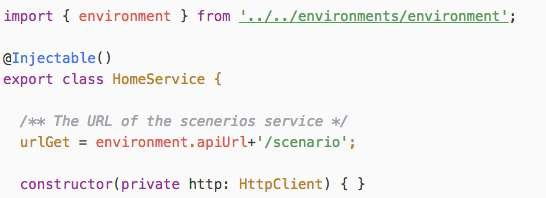 import { environment } from '../../environments/environment';
@Injectable()
export class HomeService {
/** The URL of the scenerios service */
urlGet = environment.apiUrl+'/scenario';
constructor(private http: HttpClient) { }